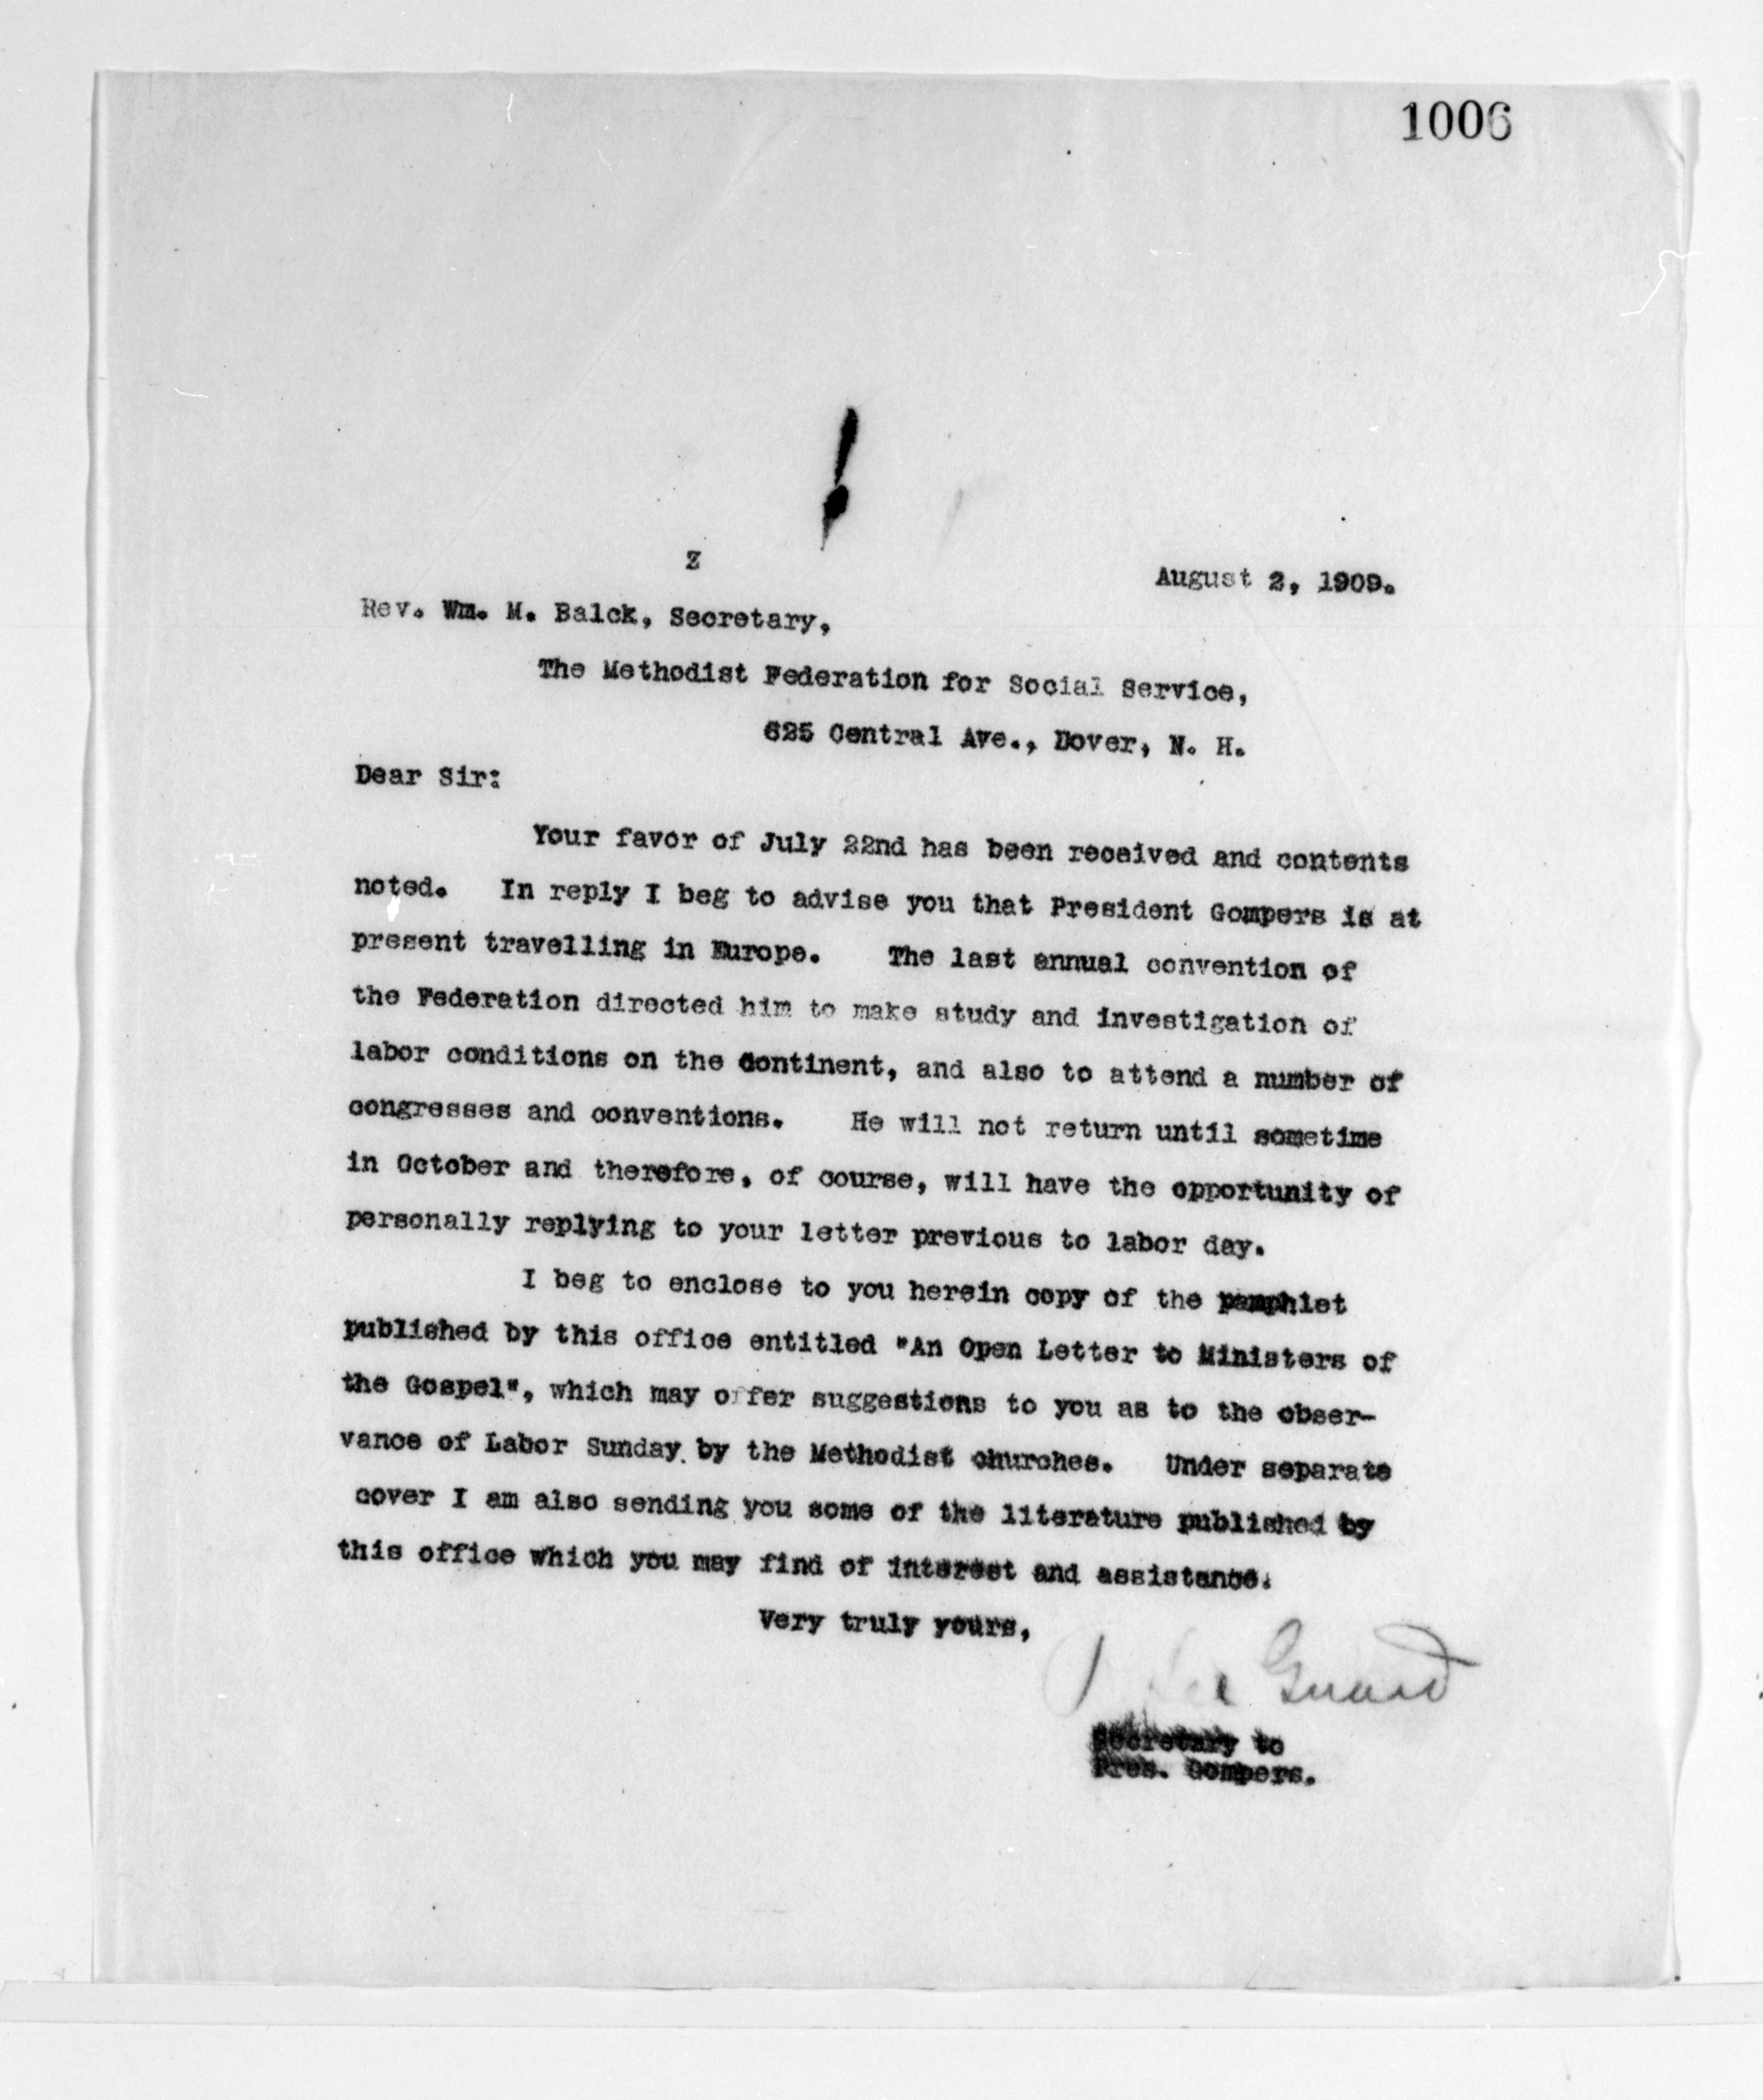 1006
Z
August 2, 1909.
Rev. Wm. M. Balck, Secretary,
The Methodist Federation for Social Service,
625 Central Ave., Dover, N. H.
Dear Sir:
Your favor of July 22nd has been received and contents
noted. In reply I beg to advise you that President Gompers is at
present travelling in Europe. The last annual convention of
the Federation directed him to make study and investigation of
labor conditions on the Continent, and also to attend a number of
congresses and conventions. He will not return until sometime
in October and therefore, of course, will have the opportunity of
personally replying to your letter previous to labor day.
I beg to enclose to you herein copy of the pamphlet
published by this office entitled "An Open Letter to Ministers of
the Gospel", which may offer suggestions to you as to the obser-
vance of Labor Sunday by the Methodist churches. Under separate
cover I am also sending you some of the literature published by
this office which you may find of interest and assistance.
Very truly yours,
Guard
Secretary to
Pres. Gompers.